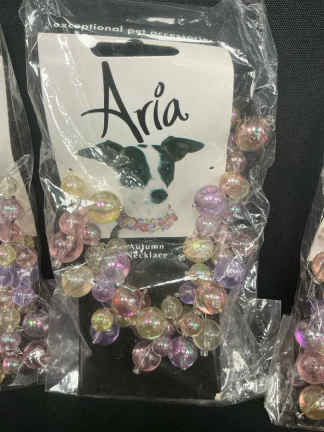 exceptional pet accessories
Aria
Autumn
Necklace